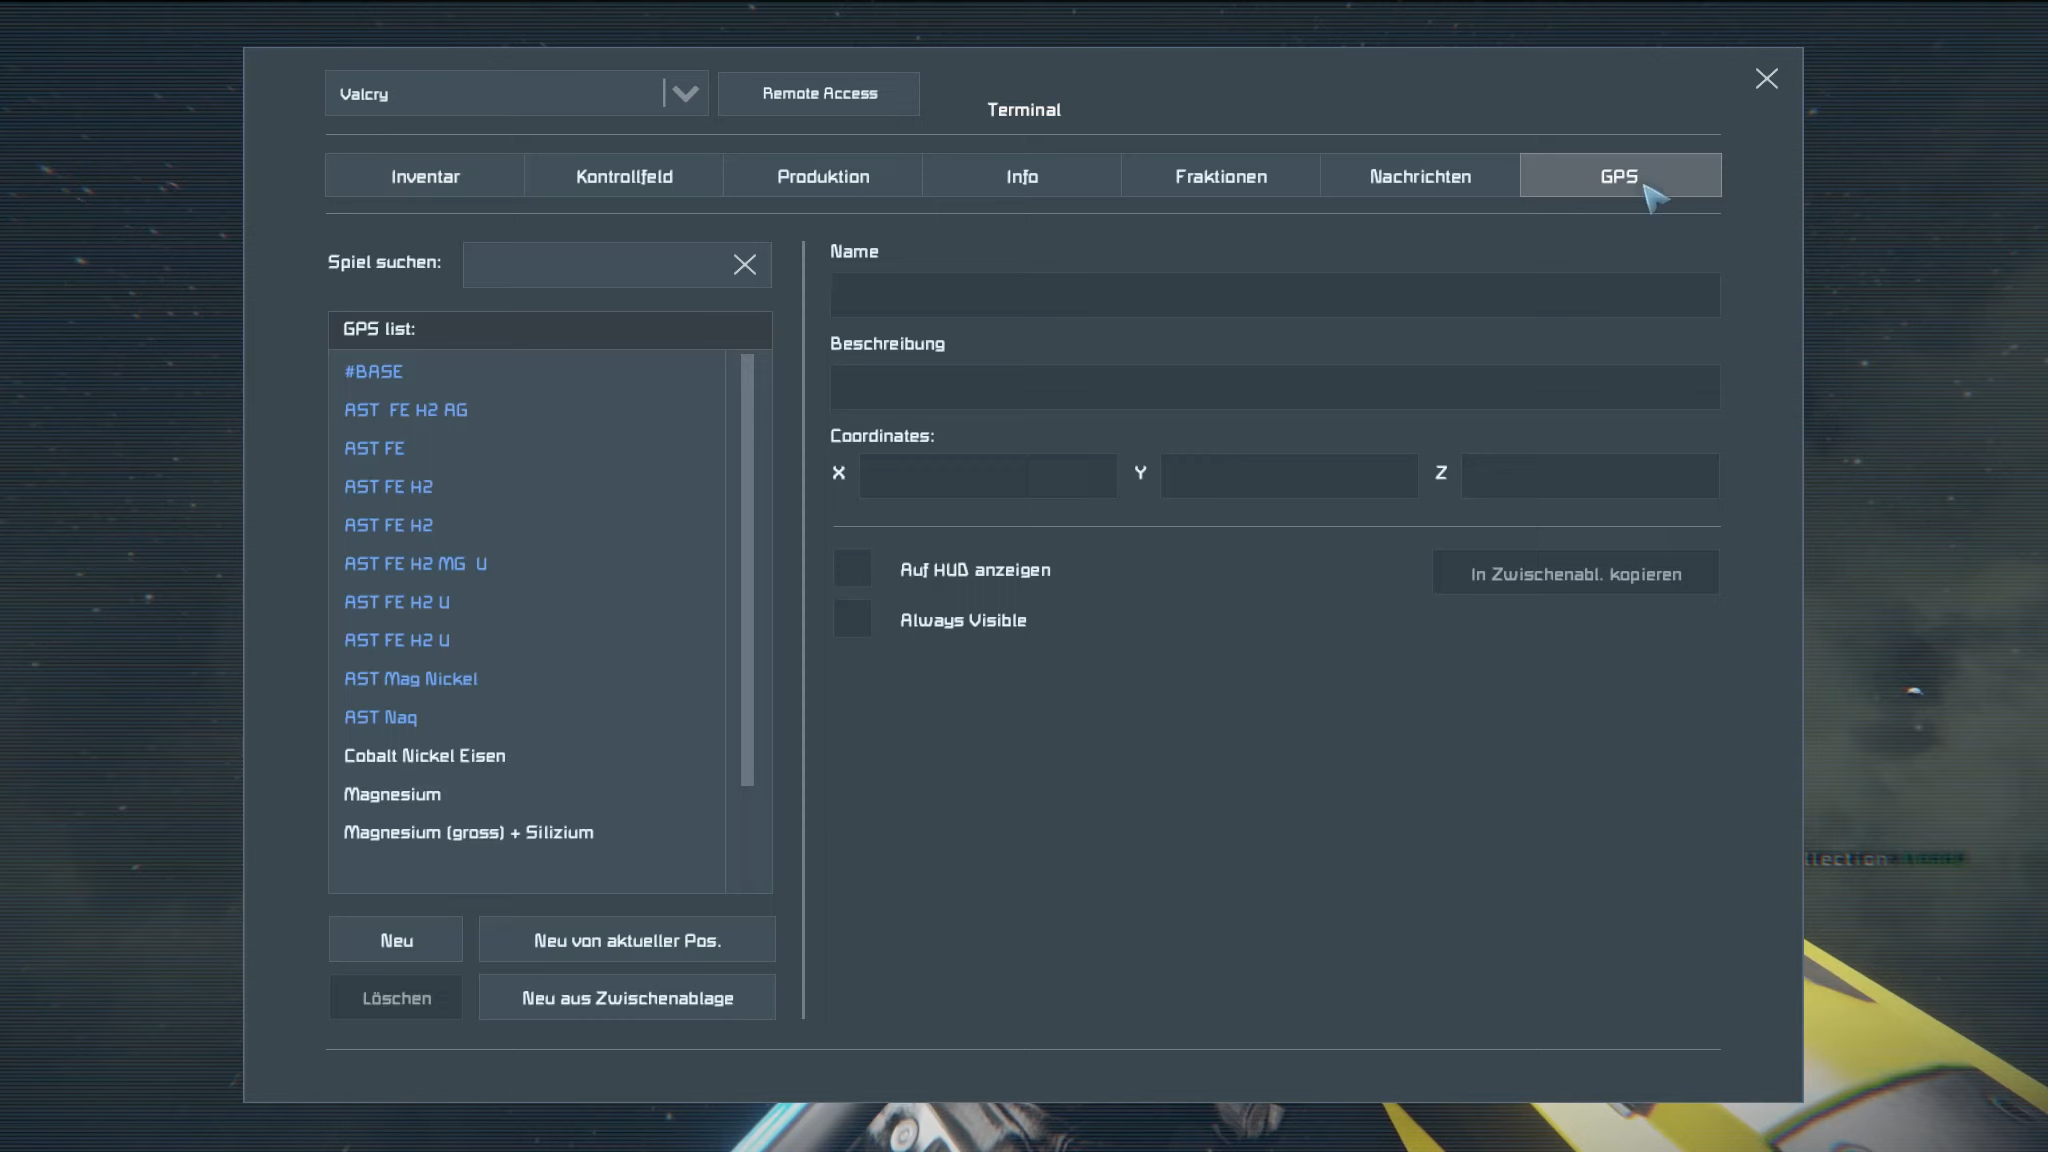 Valcry
Remote Access
Terminal
Inventar
Kontrollfeld
Produktion
Info
Fraktionen
Nachrichten
GPS
Spiel suchen:
GPS list:
#BASE
AST  FE H2 AG
AST FE
AST FE H2
AST FE H2
AST FE H2 MG  U
AST FE H2 U
AST FE H2 U
AST Mag Nickel
AST Naq
Cobalt Nickel Eisen
Magnesium
Magnesium (gross) + Silizium
Neu
Neu von aktueller Pos.
Löschen
Neu aus Zwischenablage
Name
Beschreibung
Coordinates:
X
Y
Z
Auf HUD anzeigen
In Zwischenabl. kopieren
Always Visible
llection